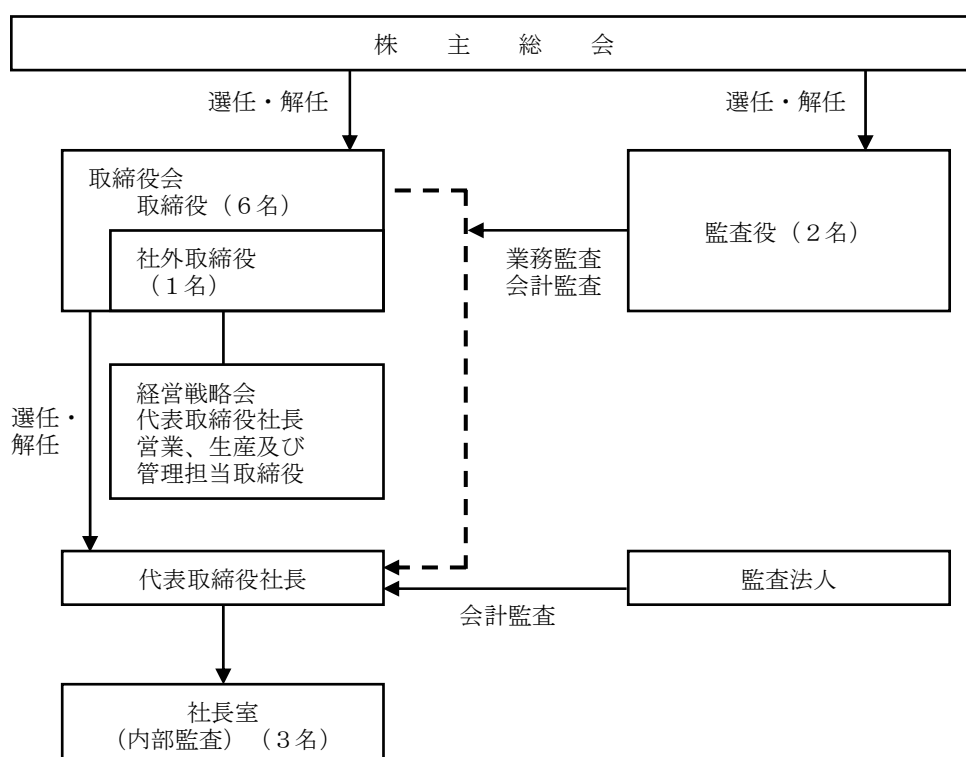 株 主 総 会
選任・解任
選任・解任
取締役会
取締役（６名）
社外取締役
（１名）
監査役（２名）
業務監査
会計監査
経営戦略会
代表取締役社長
営業、生産及び
管理担当取締役
選任・
解任
代表取締役社長
監査法人
会計監査
社長室
（内部監査）（３名）